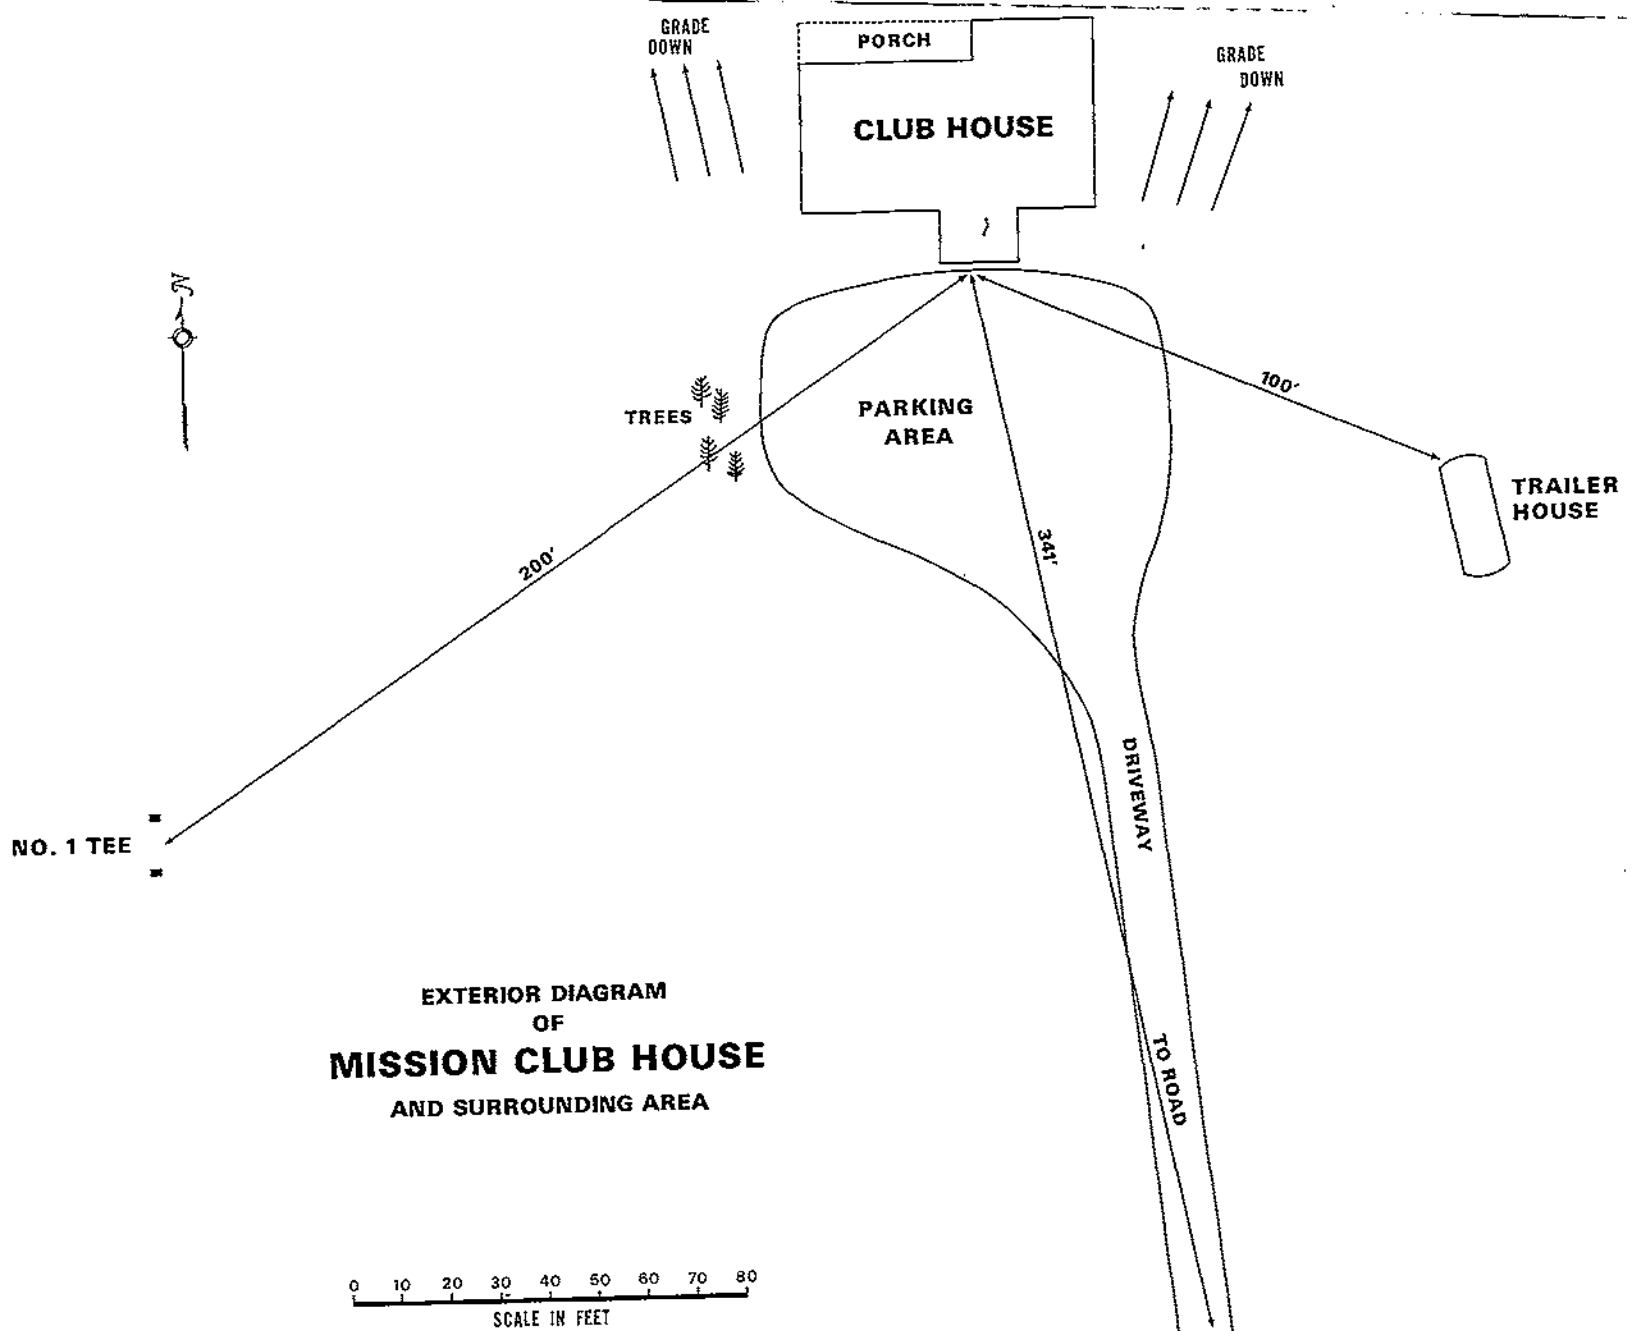 GRADE
DOWN
PORCH
GRADE
DOWN
CLUB HOUSE
N
TREES
PARKING
AREA
100'
TRAILER
HOUSE
200'
341'
DRIVEWAY
NO. 1 TEE
EXTERIOR DIAGRAM
OF
MISSION CLUB HOUSE
AND SURROUNDING AREA
TO ROAD
0 10 20 30 40 50 60 70 80
SCALE IN FEET